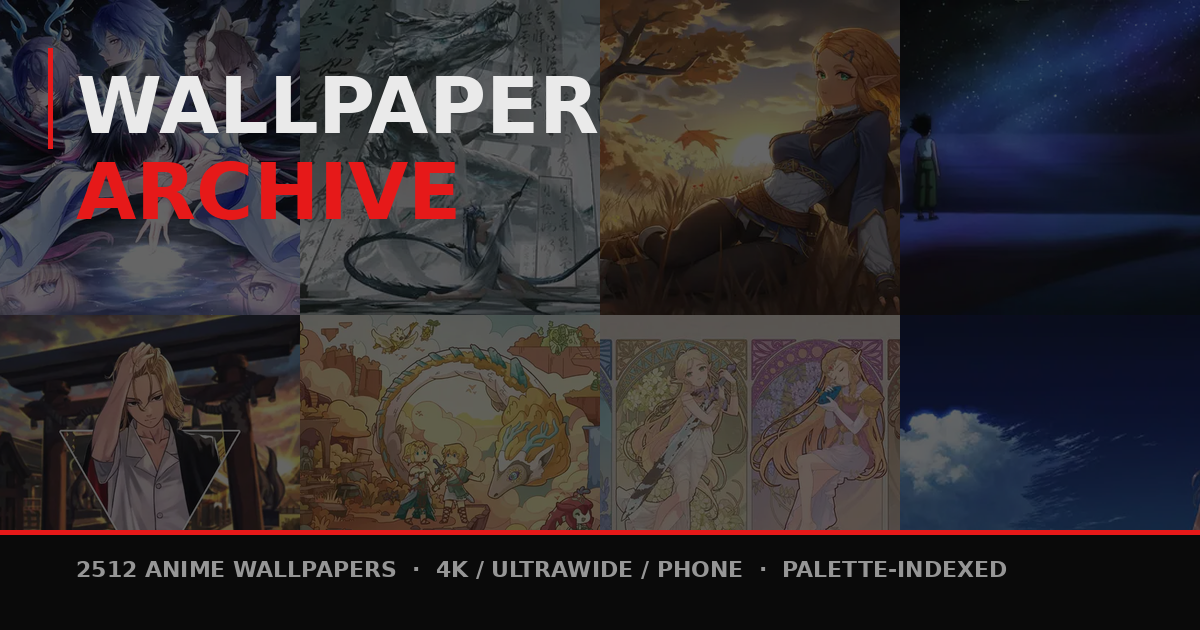 WALLPAPER
ARCHIVE
2512 ANIME WALLPAPERS · 4K / ULTRAWIDE / PHONE · PALETTE-INDEXED